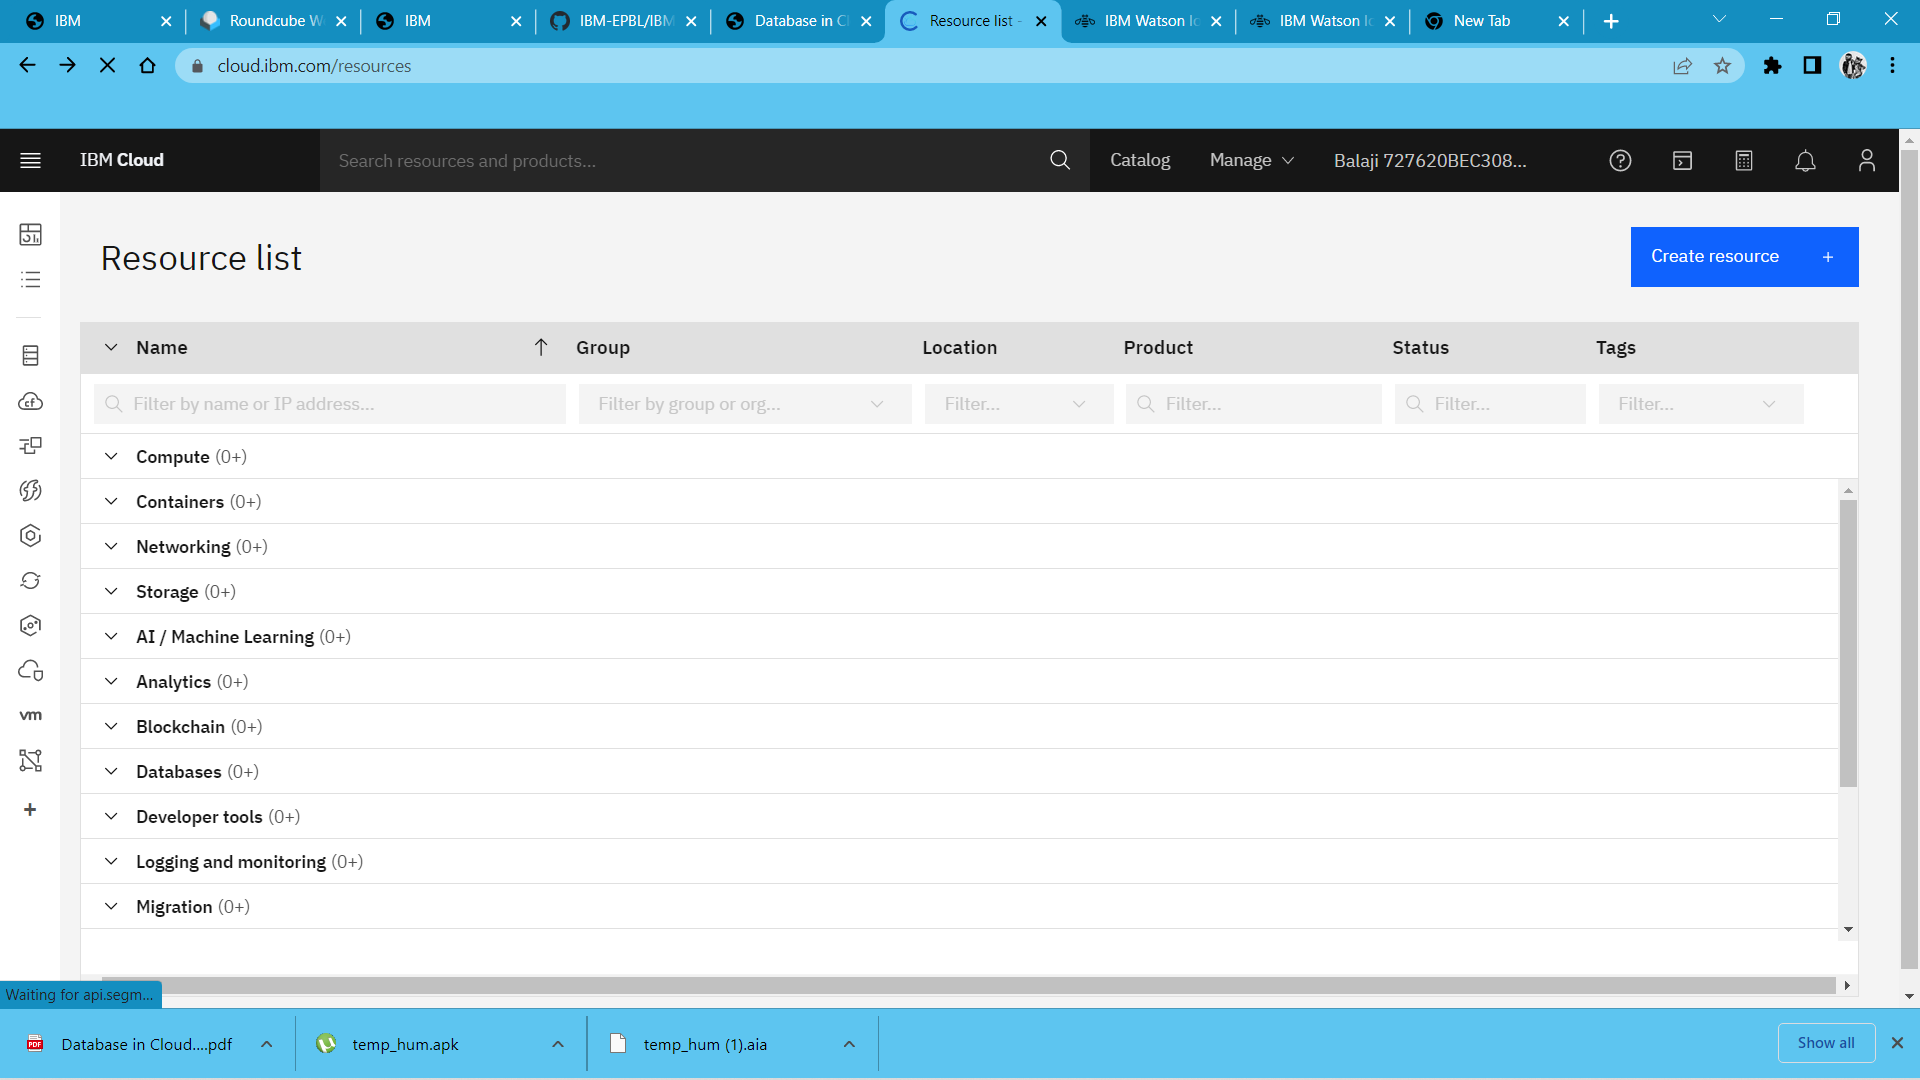 IBM
Roundcube W
IBM
IBM-EPBL/IBM
Database in Cl
Resource list -
IBM Watson Io
IBM Watson Io
New Tab
cloud.ibm.com/resources
IBM Cloud
Search resources and products...
Catalog
Manage
Balaji 727620BEC308...
Resource list
Create resource +
Name
Group
Location
Product
Status
Tags
Filter by name or IP address...
Filter by group or org...
Filter...
Filter...
Filter...
Filter...
Compute (0+)
Containers (0+)
Networking (0+)
Storage (0+)
AI / Machine Learning (0+)
Analytics (0+)
Blockchain (0+)
Databases (0+)
Developer tools (0+)
Logging and monitoring (0+)
Migration (0+)
cf
vm
Waiting for api.segm...
PDF
Database in Cloud....pdf
temp_hum.apk
temp_hum (1).aia
Show all